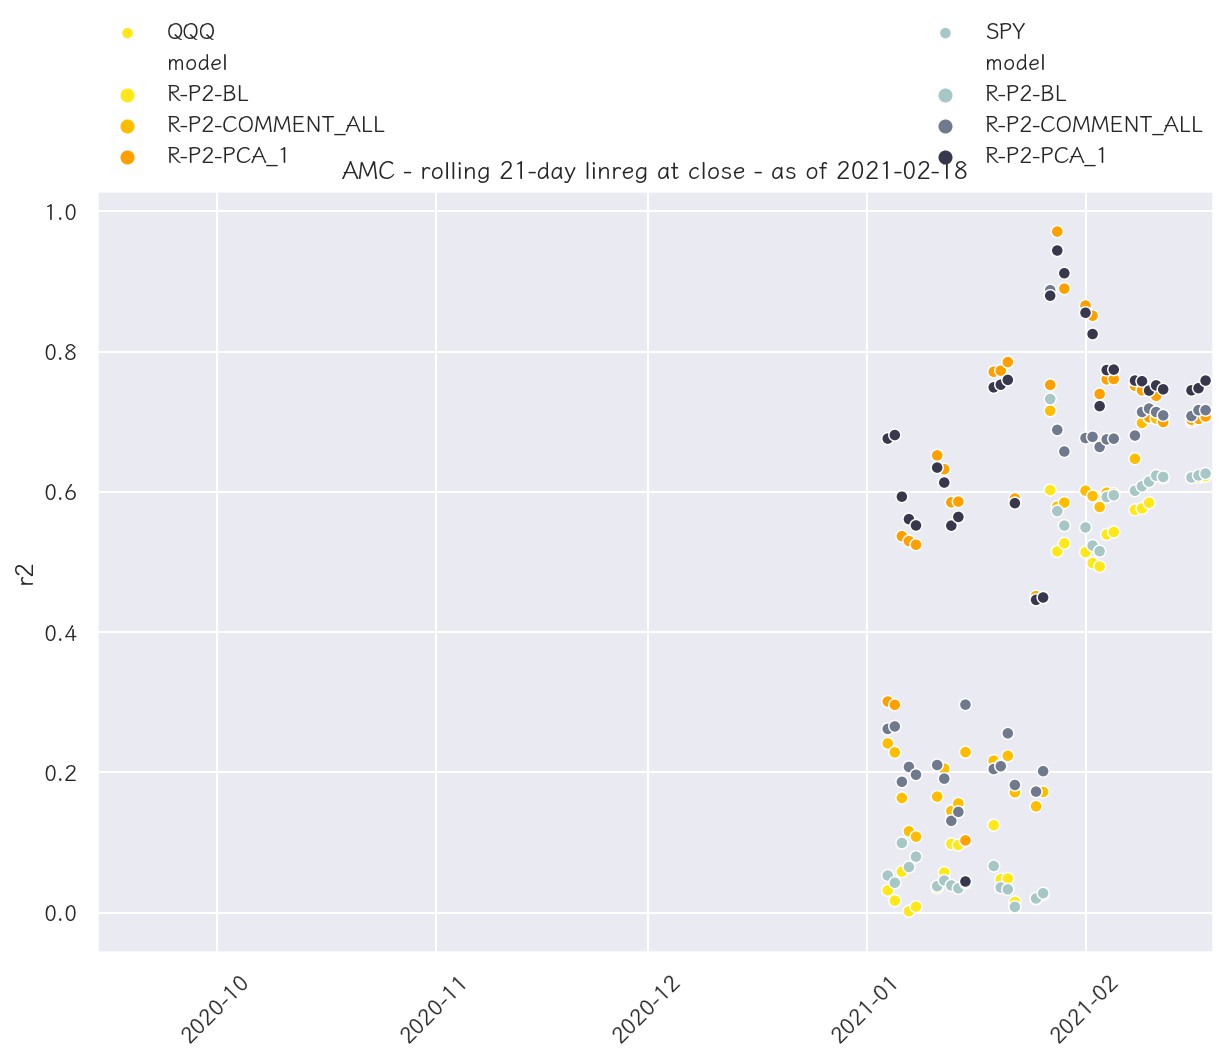 QQQ
model
R-P2-BL
R-P2-COMMENT_ALL
R-P2-PCA_1
SPY
model
R-P2-BL
R-P2-COMMENT_ALL
R-P2-PCA_1
AMC - rolling 21-day linreg at close - as of 2021-02-18
1.0
0.8
0.6
0.4
0.2
0.0
r2
2020-10
2020-11
2020-12
2021-01
2021-02